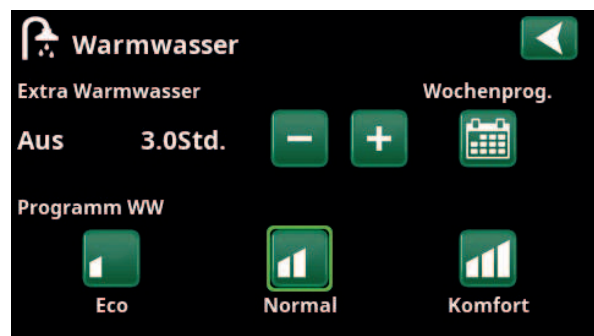 Warmwasser
Extra Warmwasser Wochenprog.
Aus 3.0Std.
Programm WW
Eco Normal Komfort